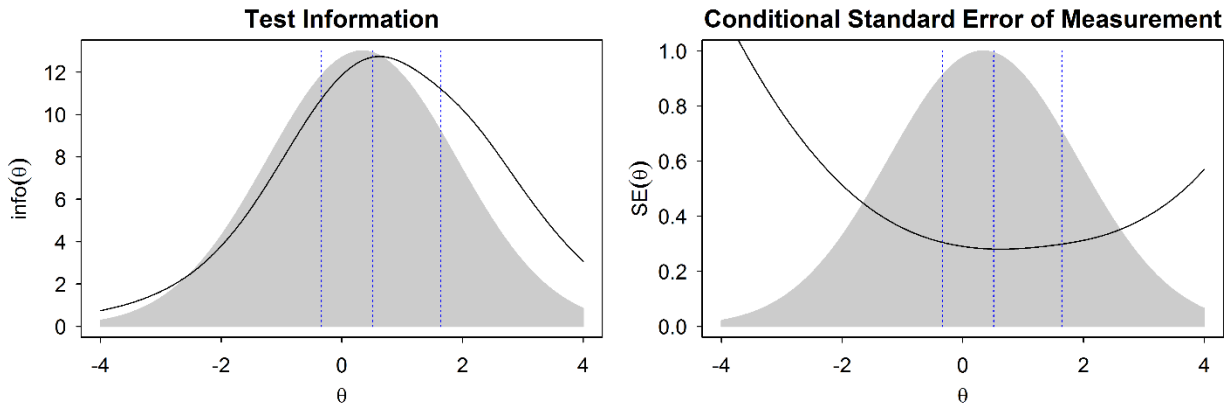 Test Information
info(θ)
12
10
8
6
4
2
0
-4 -2 0 2 4
θ
Conditional Standard Error of Measurement
SE(θ)
1.0
0.8
0.6
0.4
0.2
0.0
-4 -2 0 2 4
θ